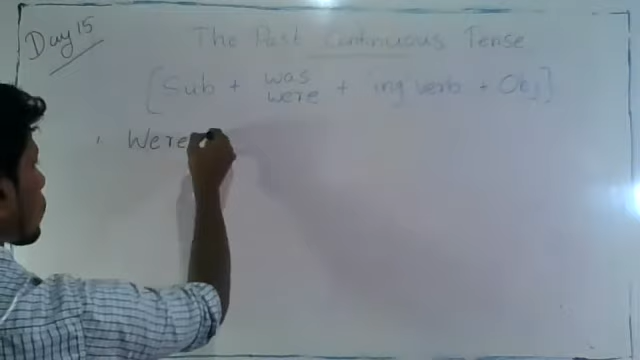 Day 15
The Past Continuous Tense
[Sub + was were + ing verb + Obj]
Were